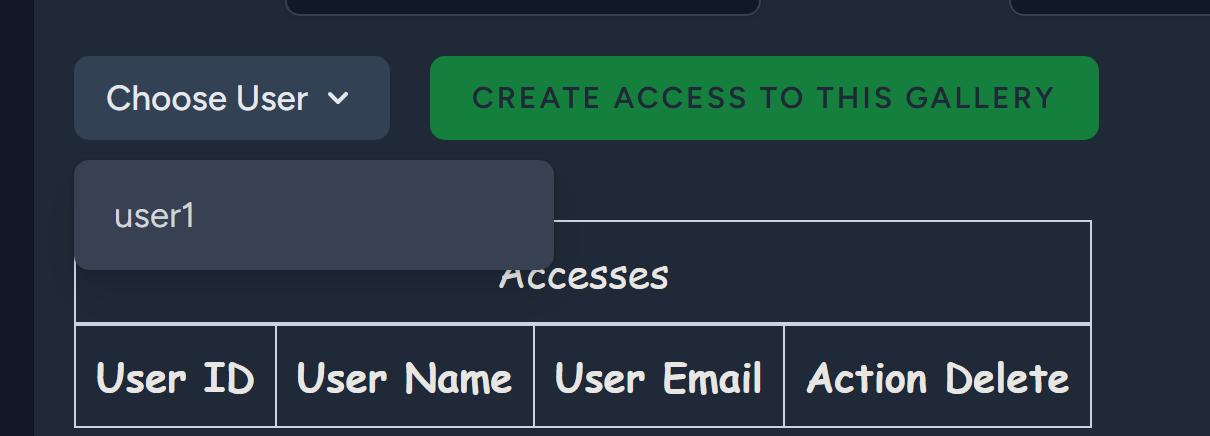 Choose User
CREATE ACCESS TO THIS GALLERY
user1
Accesses
User ID
User Name
User Email
Action Delete